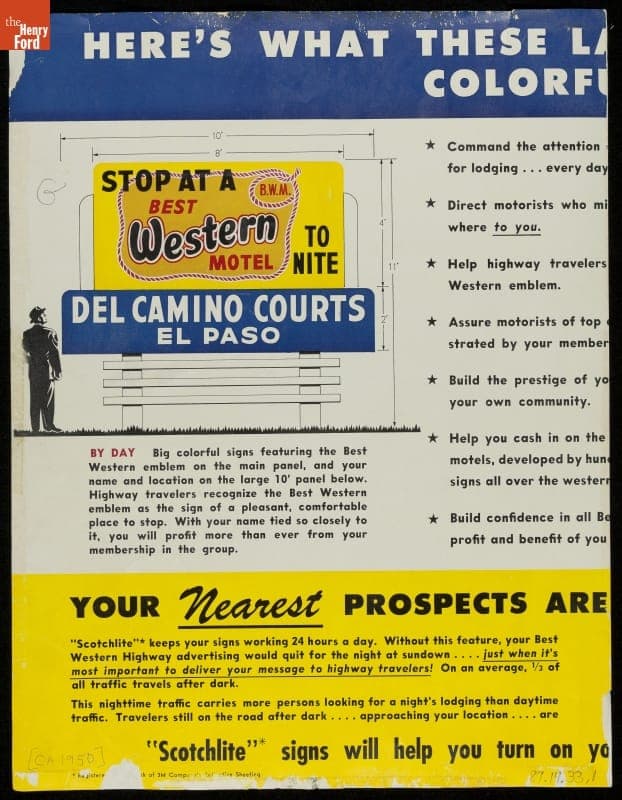 the
Henry
Ford
HERE'S WHAT THESE LA
COLORFU
10'
8'
STOP AT A
B.W.M.
BEST
Western
MOTEL
TO
NITE
4'
11'
2'
DEL CAMINO COURTS
EL PASO
★ Command the attention
for lodging . . . every day
★ Direct motorists who mi
where to you.
★ Help highway travelers
Western emblem.
★ Assure motorists of top
strated by your member
★ Build the prestige of yo
your own community.
★ Help you cash in on the
motels, developed by hun
signs all over the western
★ Build confidence in all Be
profit and benefit of you
BY DAY Big colorful signs featuring the Best
Western emblem on the main panel, and your
name and location on the large 10' panel below.
Highway travelers recognize the Best Western
emblem as the sign of a pleasant, comfortable
place to stop. With your name tied so closely to
it, you will profit more than ever from your
membership in the group.
YOUR Nearest PROSPECTS ARE
"Scotchlite"* keeps your signs working 24 hours a day. Without this feature, your Best
Western Highway advertising would quit for the night at sundown . . . . just when it's
most important to deliver your message to highway travelers! On an average, ⅓ of
all traffic travels after dark.
This nighttime traffic carries more persons looking for a night's lodging than daytime
traffic. Travelers still on the road after dark . . . . approaching your location . . . . are
"Scotchlite"* signs will help you turn on yo
[CA 1950]
* Registere k of 3M Comp Reflective Sheeting
87.19.33.1